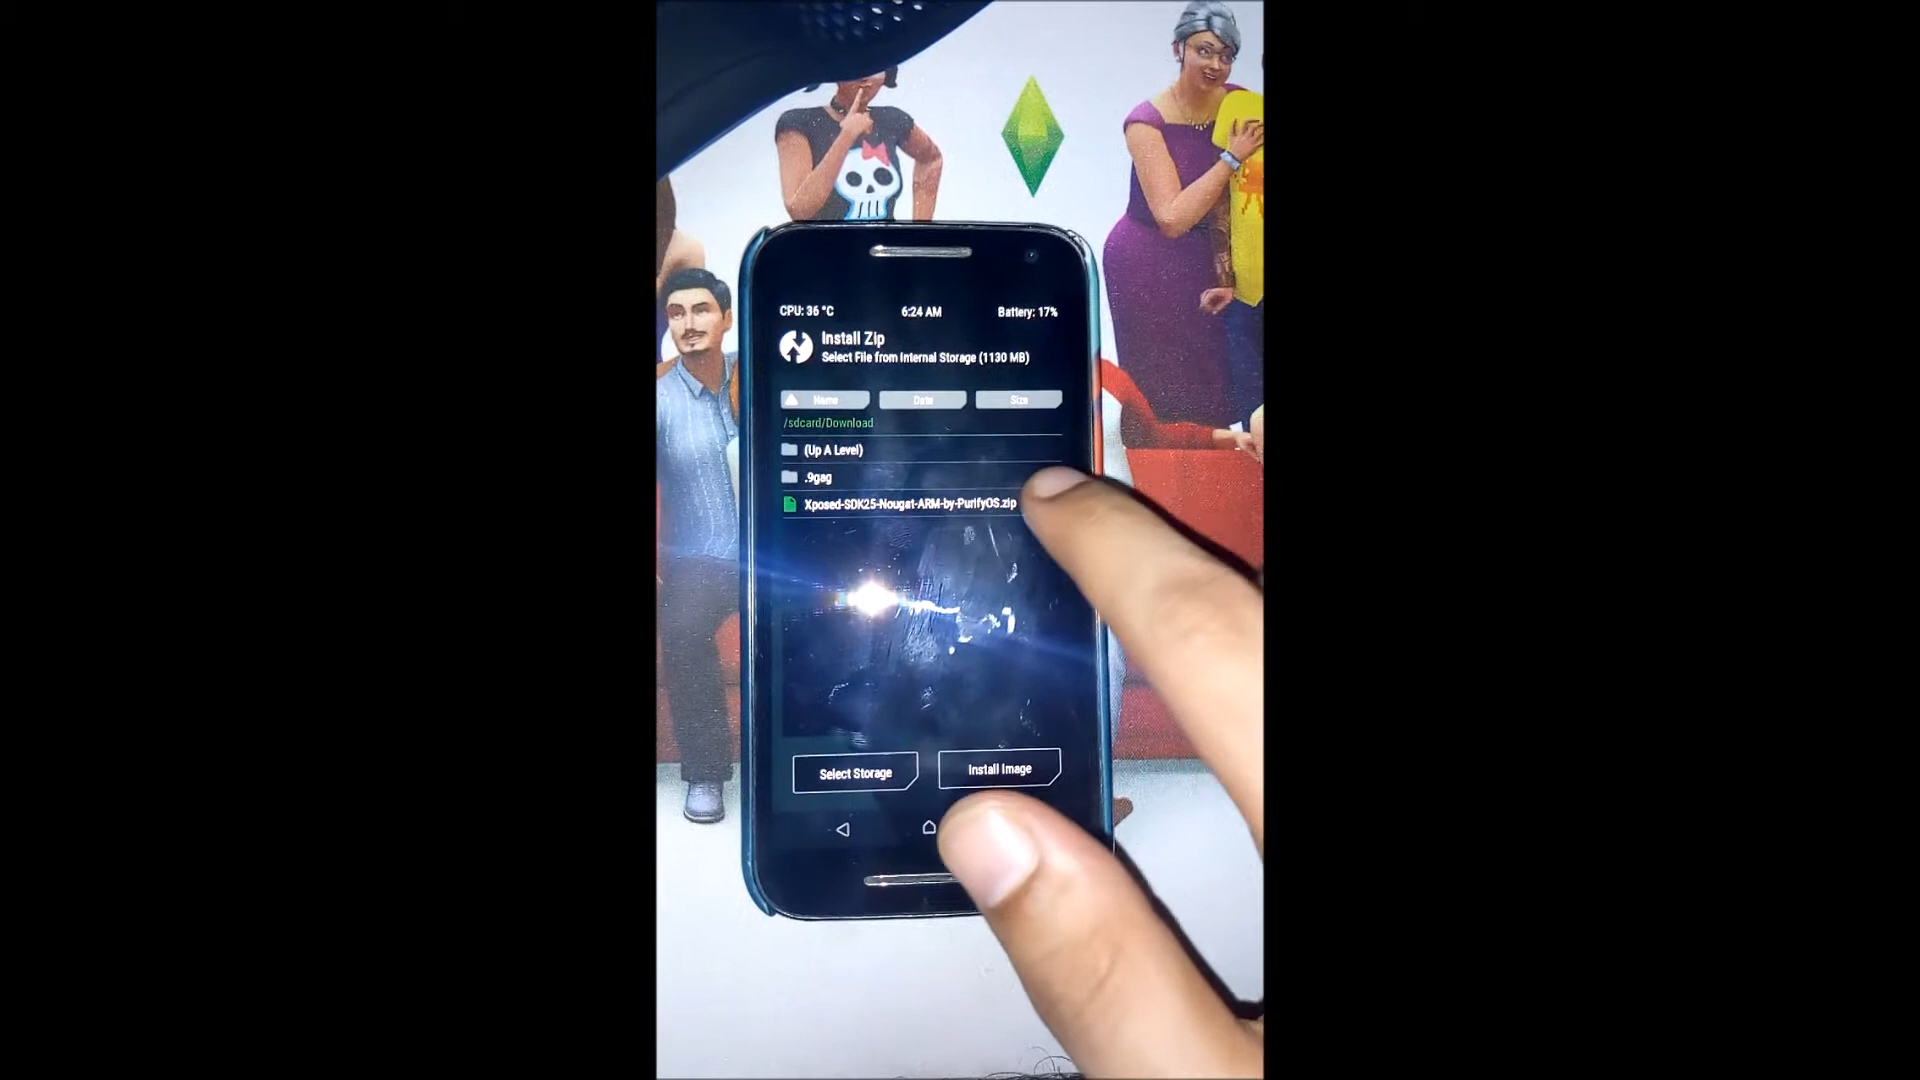 CPU: 36 °C 6:24 AM Battery: 17%
Install Zip
Select File from Internal Storage (1130 MB)
Name Date Size
/sdcard/Download
(Up A Level)
.9gag
Xposed-SDK25-Nougat-ARM-by-PurifyOS.zip
Select Storage Install Image